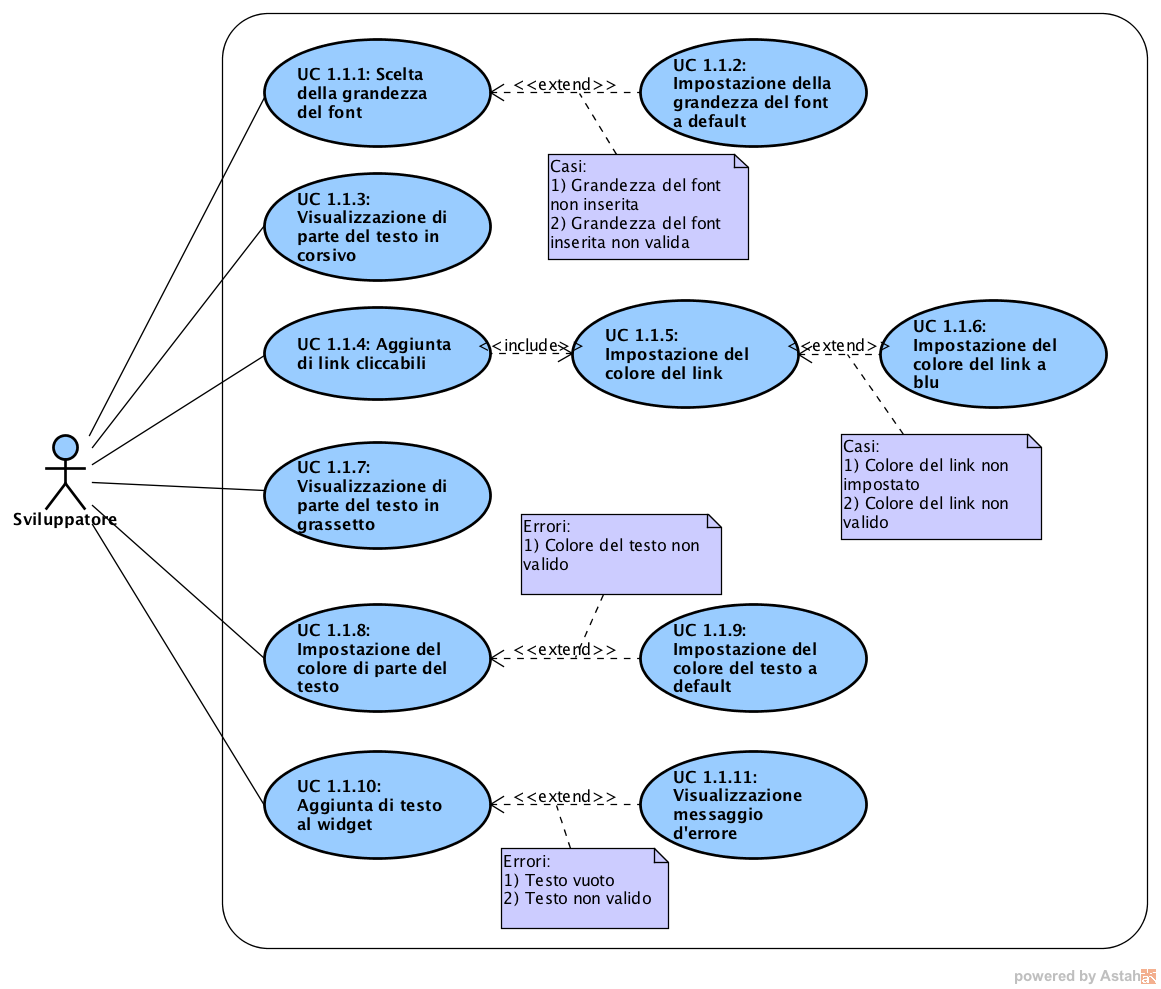 UC 1.1.1: Scelta
della grandezza
del font
<<extend>>
UC 1.1.2:
Impostazione della
grandezza del font
a default
Casi:
1) Grandezza del font
non inserita
2) Grandezza del font
inserita non valida
UC 1.1.3:
Visualizzazione di
parte del testo in
corsivo
UC 1.1.4: Aggiunta
di link cliccabili
<<include>>
UC 1.1.5:
Impostazione del
colore del link
<<extend>>
UC 1.1.6:
Impostazione del
colore del link a
blu
Casi:
1) Colore del link non
impostato
2) Colore del link non
valido
Sviluppatore
UC 1.1.7:
Visualizzazione di
parte del testo in
grassetto
Errori:
1) Colore del testo non
valido
UC 1.1.8:
Impostazione del
colore di parte del
testo
<<extend>>
UC 1.1.9:
Impostazione del
colore del testo a
default
UC 1.1.10:
Aggiunta di testo
al widget
<<extend>>
UC 1.1.11:
Visualizzazione
messaggio
d'errore
Errori:
1) Testo vuoto
2) Testo non valido
powered by Astah